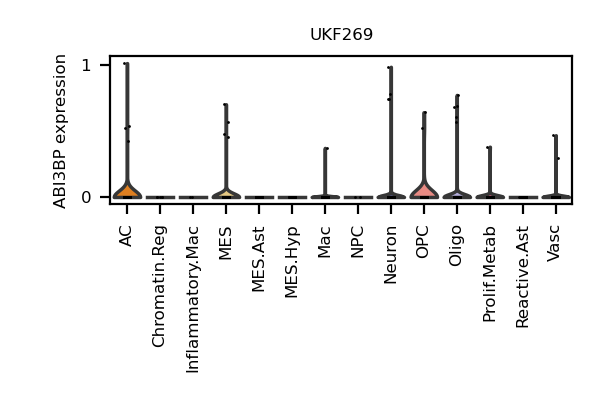 UKF269
ABI3BP expression
1
0
AC
Chromatin.Reg
Inflammatory.Mac
MES
MES.Ast
MES.Hyp
Mac
NPC
Neuron
OPC
Oligo
Prolif.Metab
Reactive.Ast
Vasc